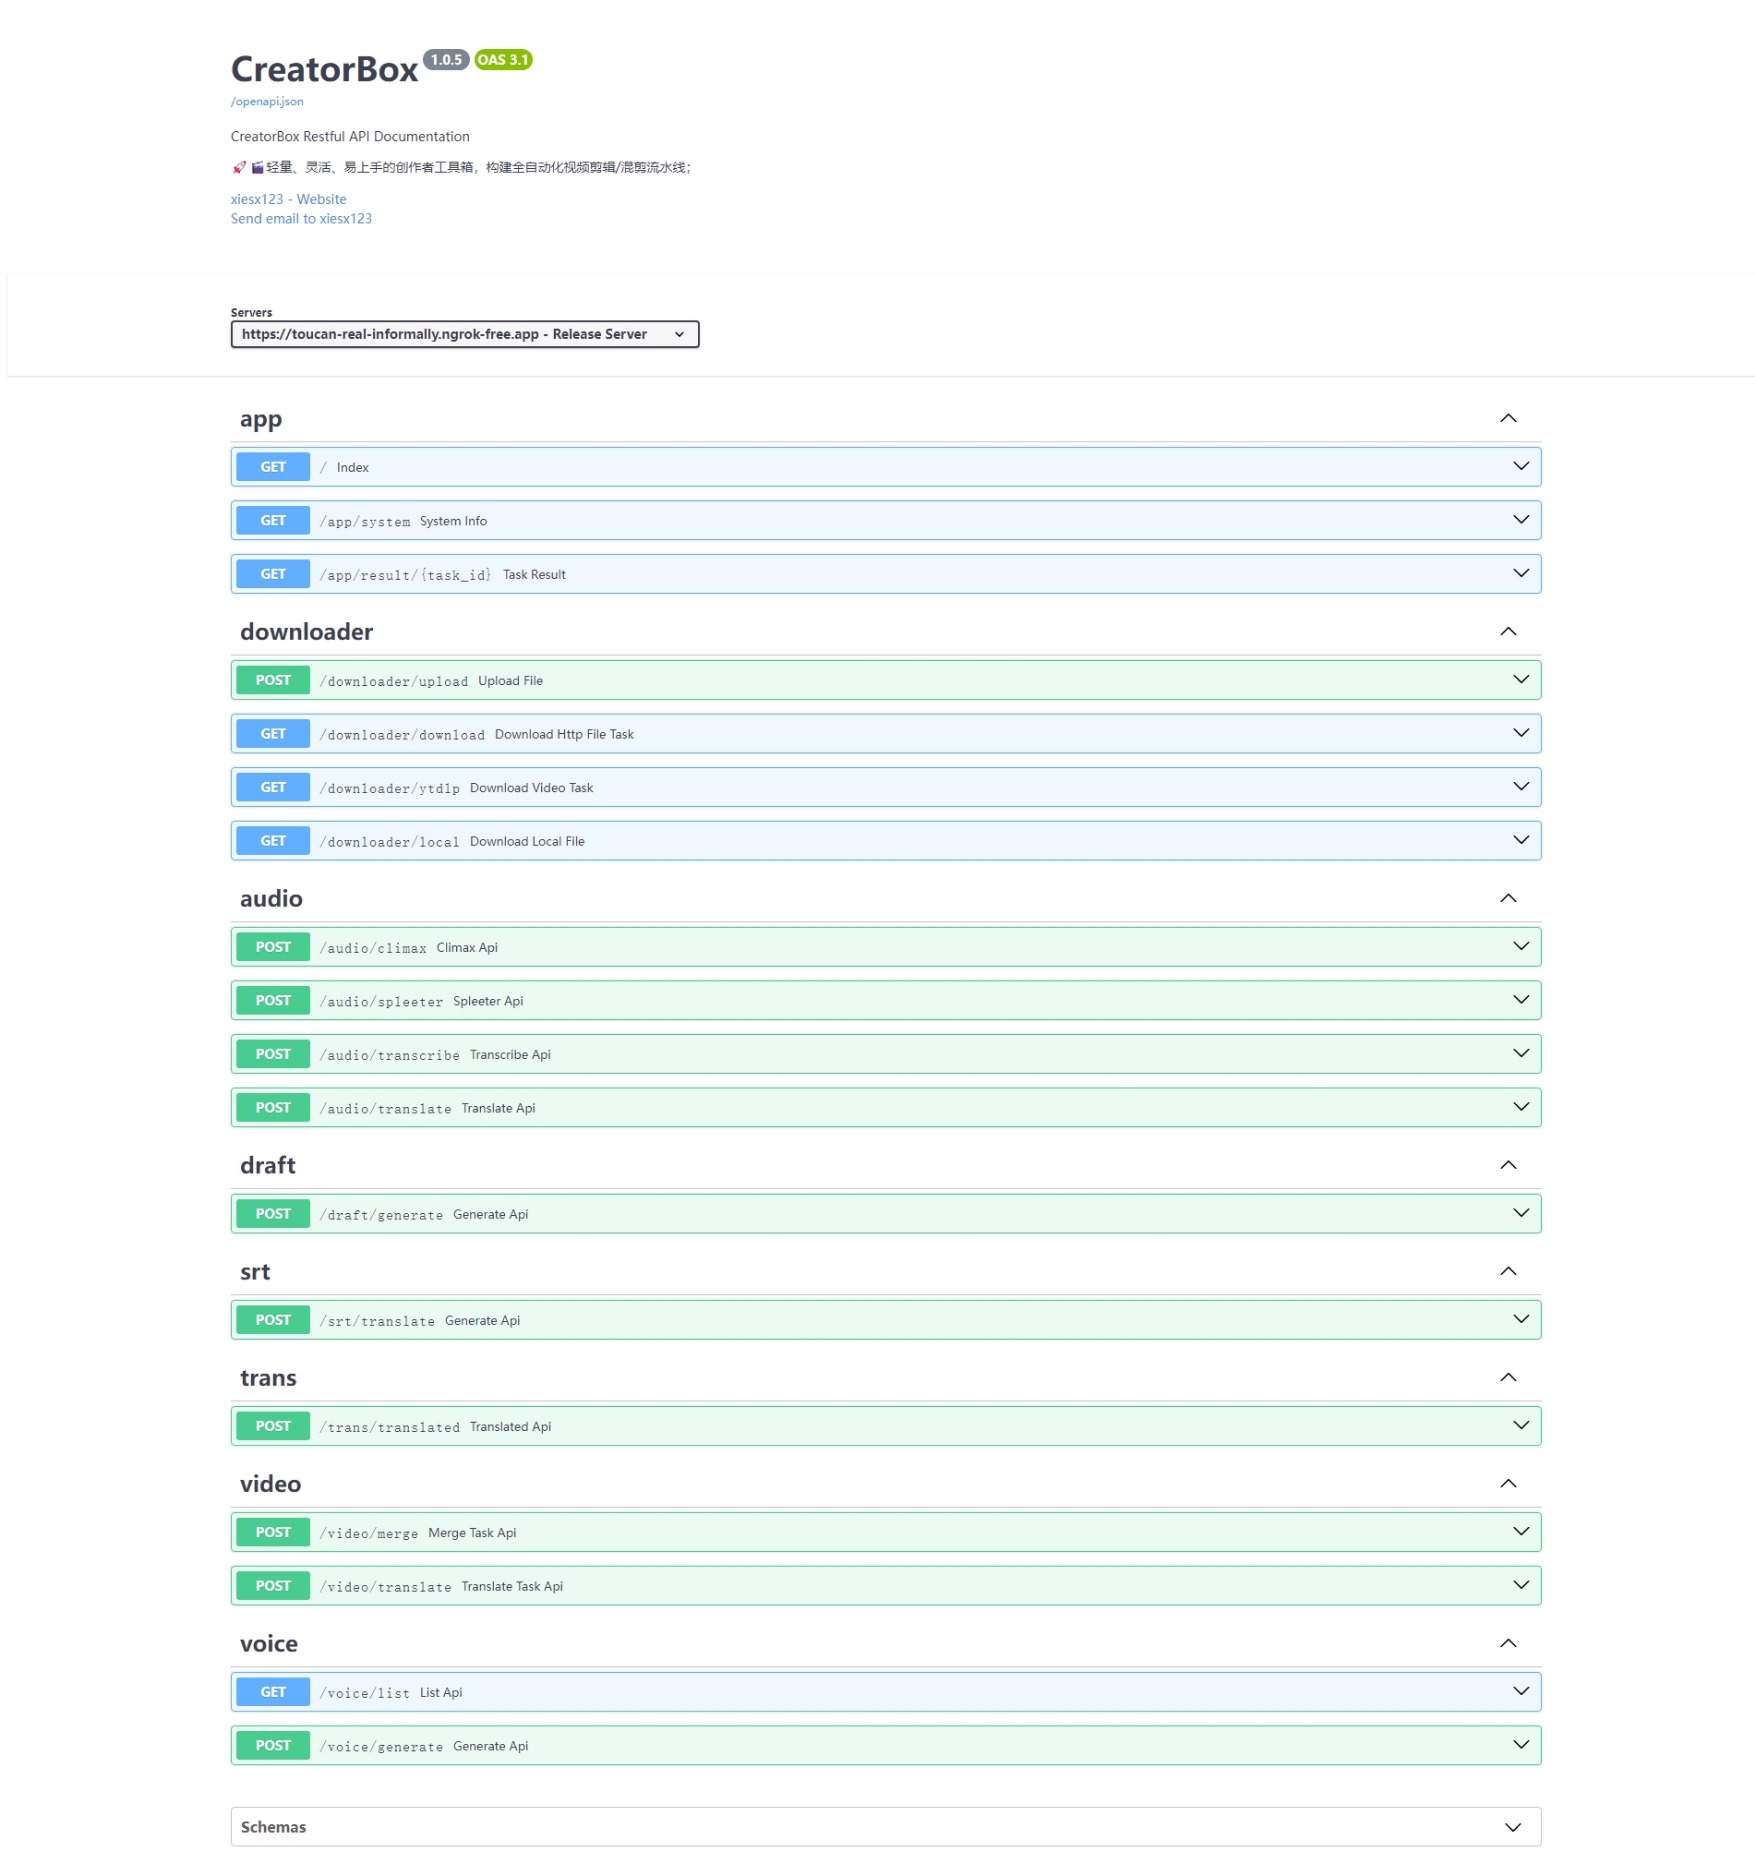 CreatorBox 1.0.5 OAS 3.1
/openapi.json
CreatorBox Restful API Documentation
🚀 🎬轻量、灵活、易上手的创作者工具箱，构建全自动化视频剪辑/混剪流水线；
xiesx123 - Website
Send email to xiesx123
Servers
https://toucan-real-informally.ngrok-free.app - Release Server
app
GET / Index
GET /app/system System Info
GET /app/result/{task_id} Task Result
downloader
POST /downloader/upload Upload File
GET /downloader/download Download Http File Task
GET /downloader/ytdlp Download Video Task
GET /downloader/local Download Local File
audio
POST /audio/climax Climax Api
POST /audio/spleeter Spleeter Api
POST /audio/transcribe Transcribe Api
POST /audio/translate Translate Api
draft
POST /draft/generate Generate Api
srt
POST /srt/translate Generate Api
trans
POST /trans/translated Translated Api
video
POST /video/merge Merge Task Api
POST /video/translate Translate Task Api
voice
GET /voice/list List Api
POST /voice/generate Generate Api
Schemas